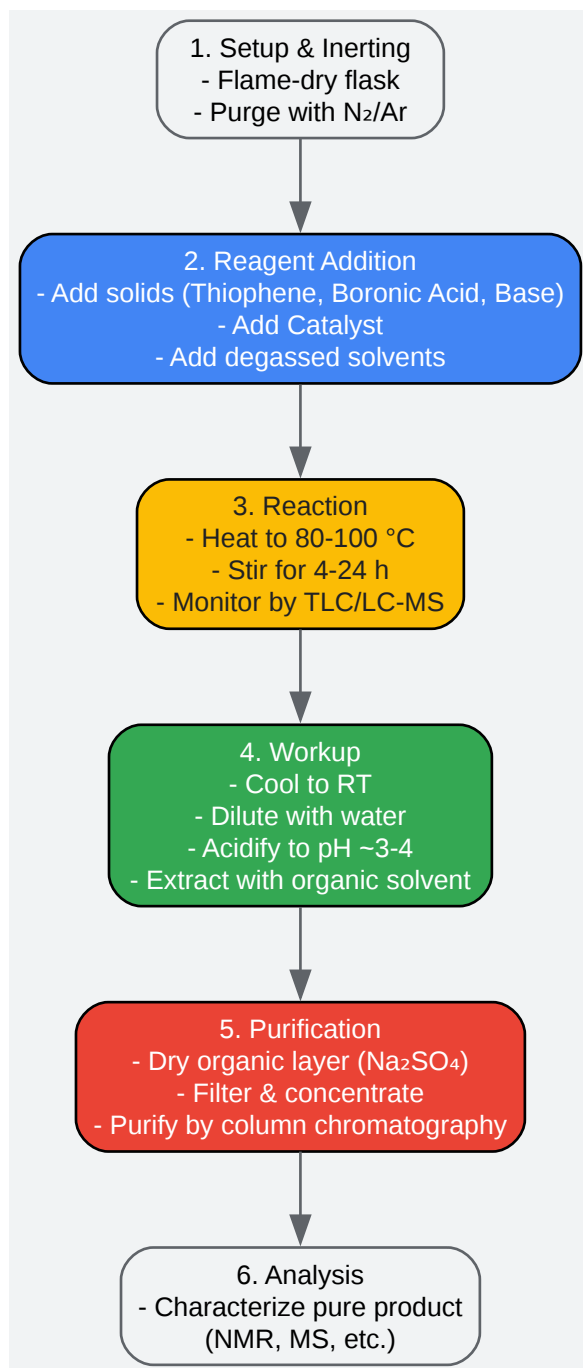 1. Setup & Inerting
- Flame-dry flask
- Purge with N₂/Ar
2. Reagent Addition
- Add solids (Thiophene, Boronic Acid, Base)
- Add Catalyst
- Add degassed solvents
3. Reaction
- Heat to 80-100 °C
- Stir for 4-24 h
- Monitor by TLC/LC-MS
4. Workup
- Cool to RT
- Dilute with water
- Acidify to pH ~3-4
- Extract with organic solvent
5. Purification
- Dry organic layer (Na₂SO₄)
- Filter & concentrate
- Purify by column chromatography
6. Analysis
- Characterize pure product
(NMR, MS, etc.)